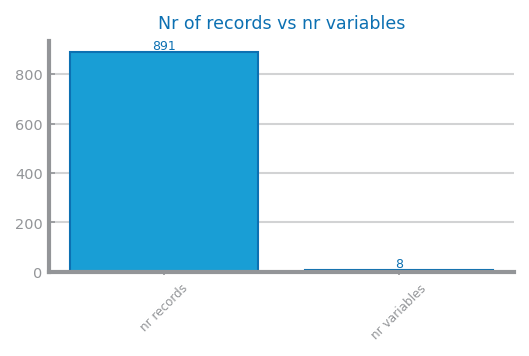 Nr of records vs nr variables
891
800
600
400
200
8
0
nr records
nr variables